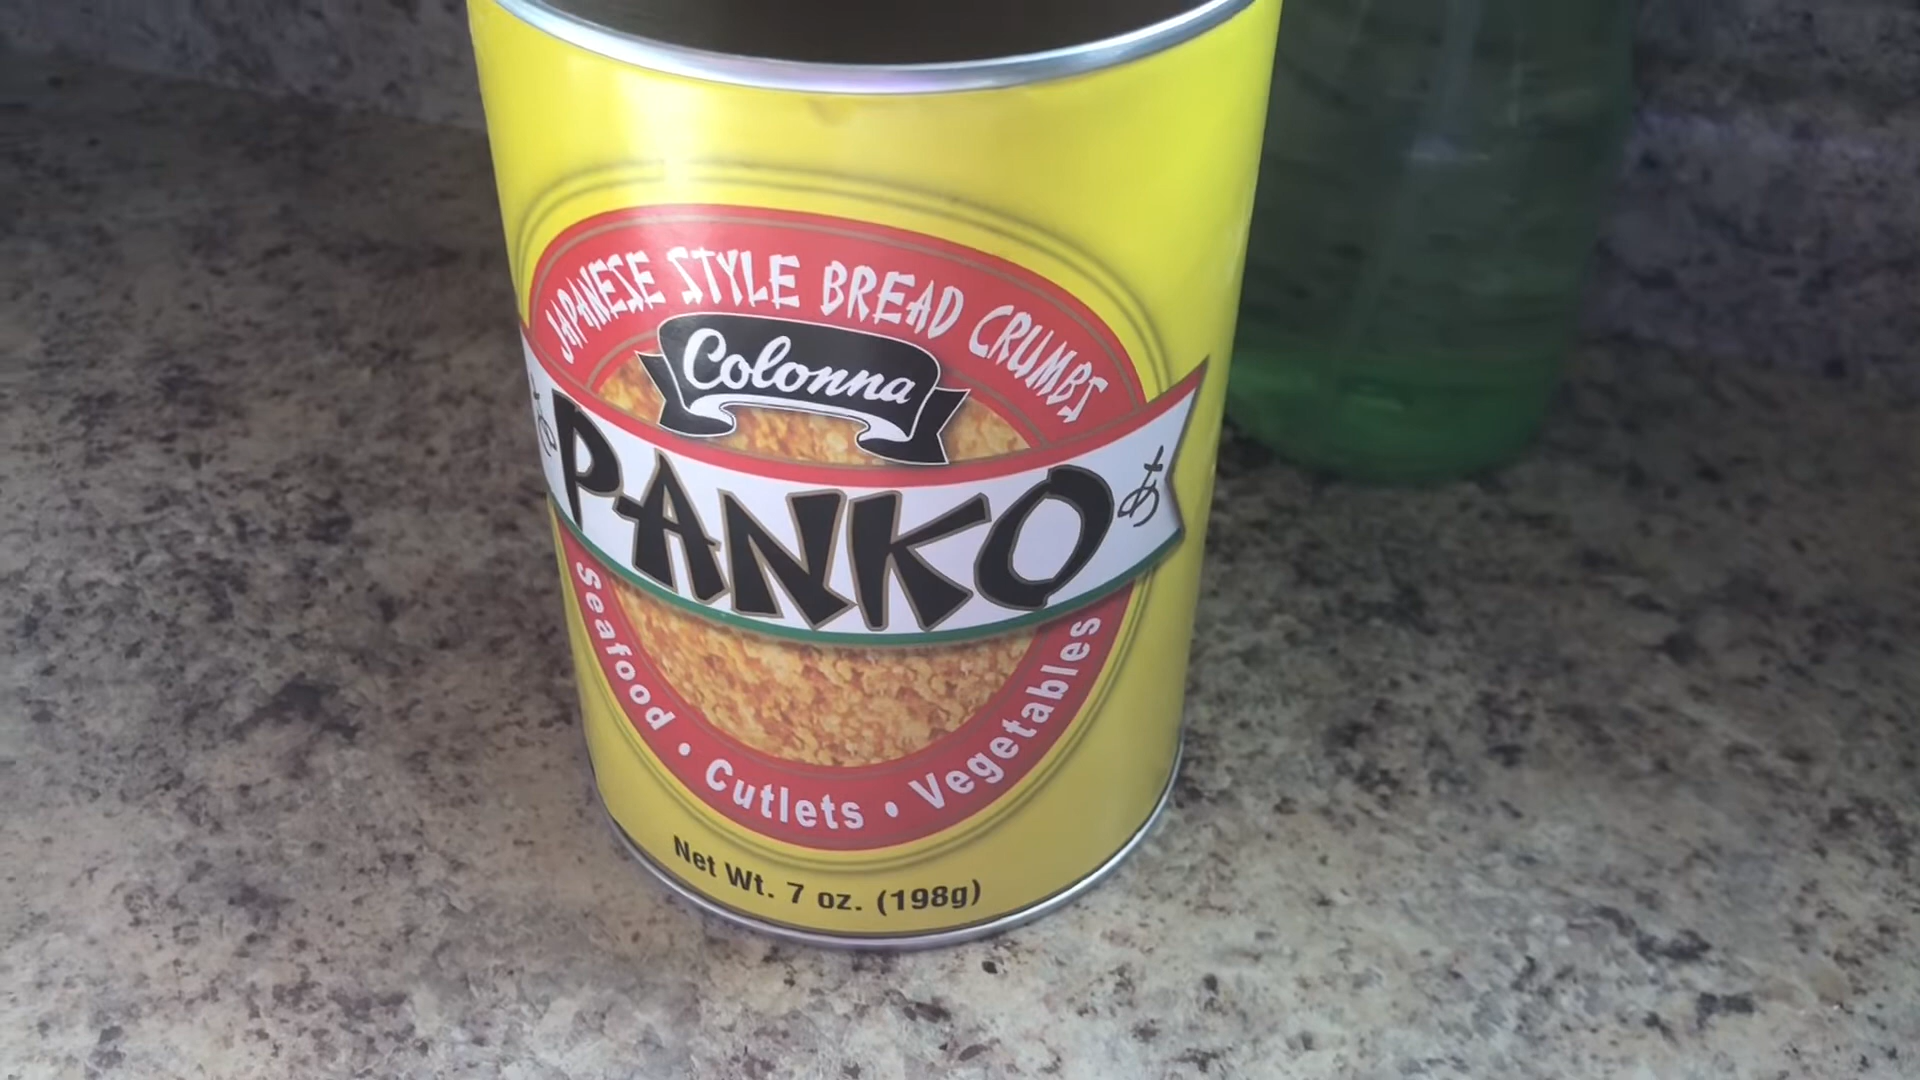 JAPANESE STYLE BREAD CRUMBS
Colonna
PANKO
Seafood • Cutlets • Vegetables
Net Wt. 7 oz. (198g)